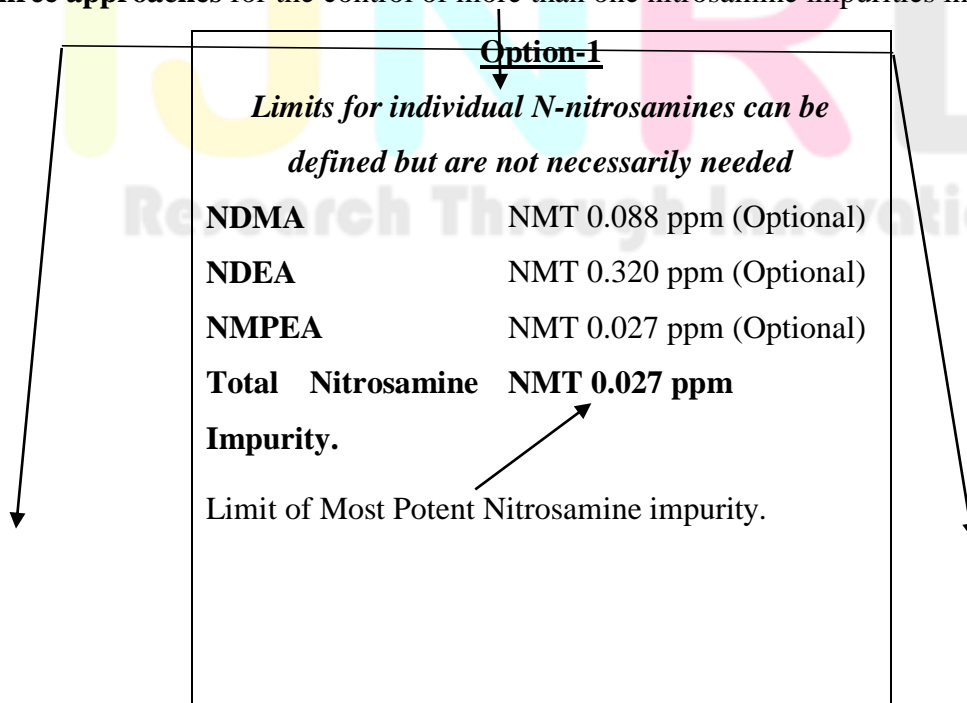 three approaches for the control of more than one nitrosamine impurities
Option-1
Limits for individual N-nitrosamines can be
defined but are not necessarily needed
NDMA NMT 0.088 ppm (Optional)
NDEA NMT 0.320 ppm (Optional)
NMPEA NMT 0.027 ppm (Optional)
Total Nitrosamine NMT 0.027 ppm
Impurity.
Limit of Most Potent Nitrosamine impurity.
IJNRL
Research Through Innovati